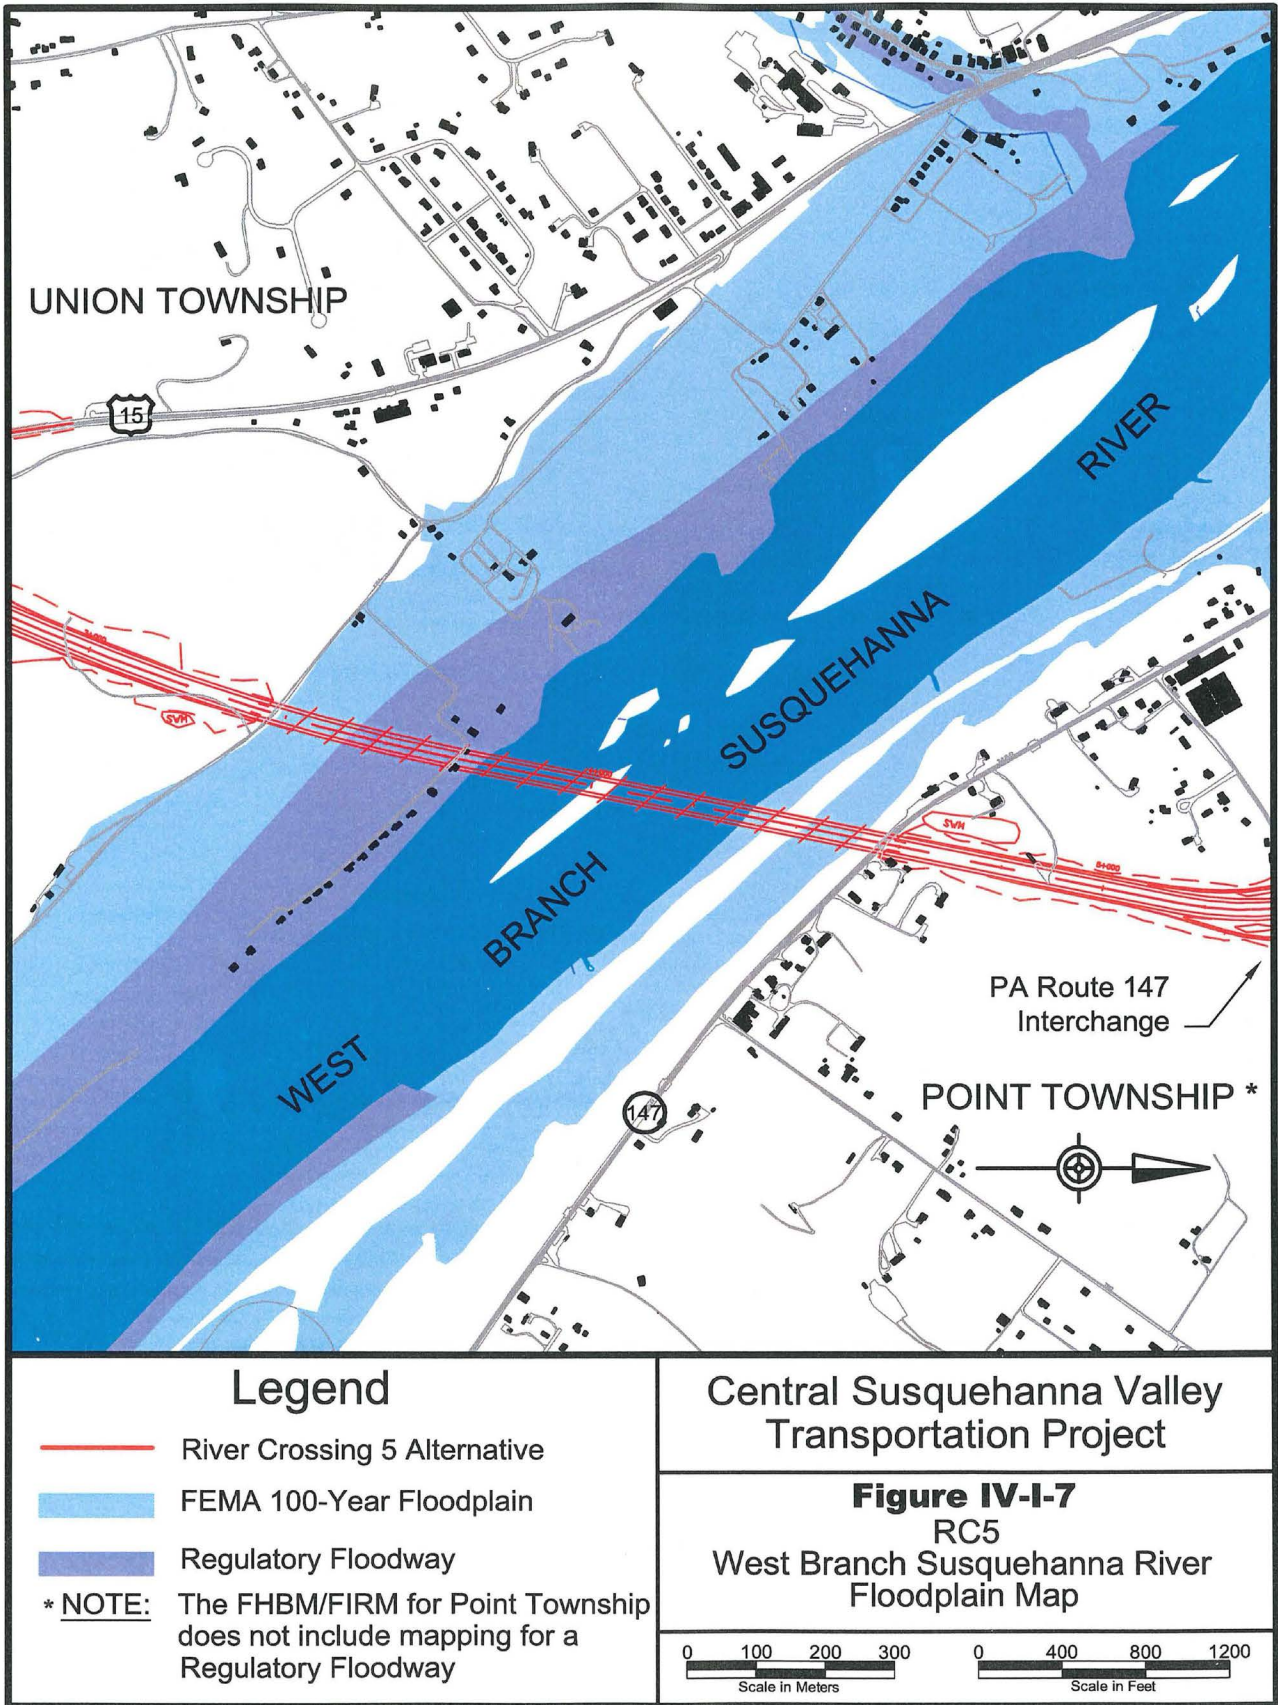 UNION TOWNSHIP
15
RIVER
SUSQUEHANNA
BRANCH
WEST
SWM
SWM
5+000
PA Route 147
Interchange
147
POINT TOWNSHIP *
Legend
River Crossing 5 Alternative
FEMA 100-Year Floodplain
Regulatory Floodway
* NOTE: The FHBM/FIRM for Point Township
does not include mapping for a
Regulatory Floodway
Central Susquehanna Valley
Transportation Project
Figure IV-I-7
RC5
West Branch Susquehanna River
Floodplain Map
0 100 200 300
Scale in Meters
0 400 800 1200
Scale in Feet